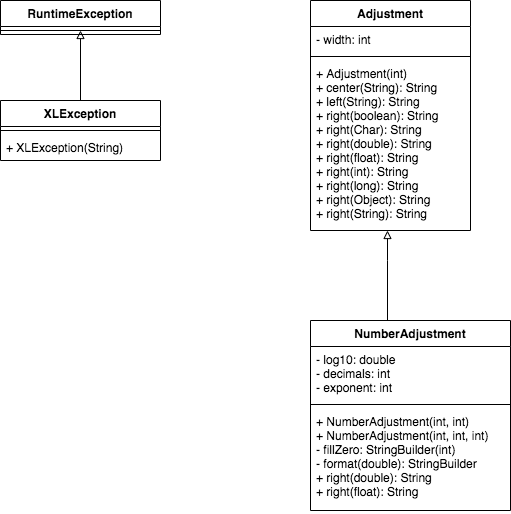 RuntimeException
XLException
+ XLException(String)
Adjustment
- width: int
+ Adjustment(int)
+ center(String): String
+ left(String): String
+ right(boolean): String
+ right(Char): String
+ right(double): String
+ right(float): String
+ right(int): String
+ right(long): String
+ right(Object): String
+ right(String): String
NumberAdjustment
- log10: double
- decimals: int
- exponent: int
+ NumberAdjustment(int, int)
+ NumberAdjustment(int, int, int)
- fillZero: StringBuilder(int)
- format(double): StringBuilder
+ right(double): String
+ right(float): String